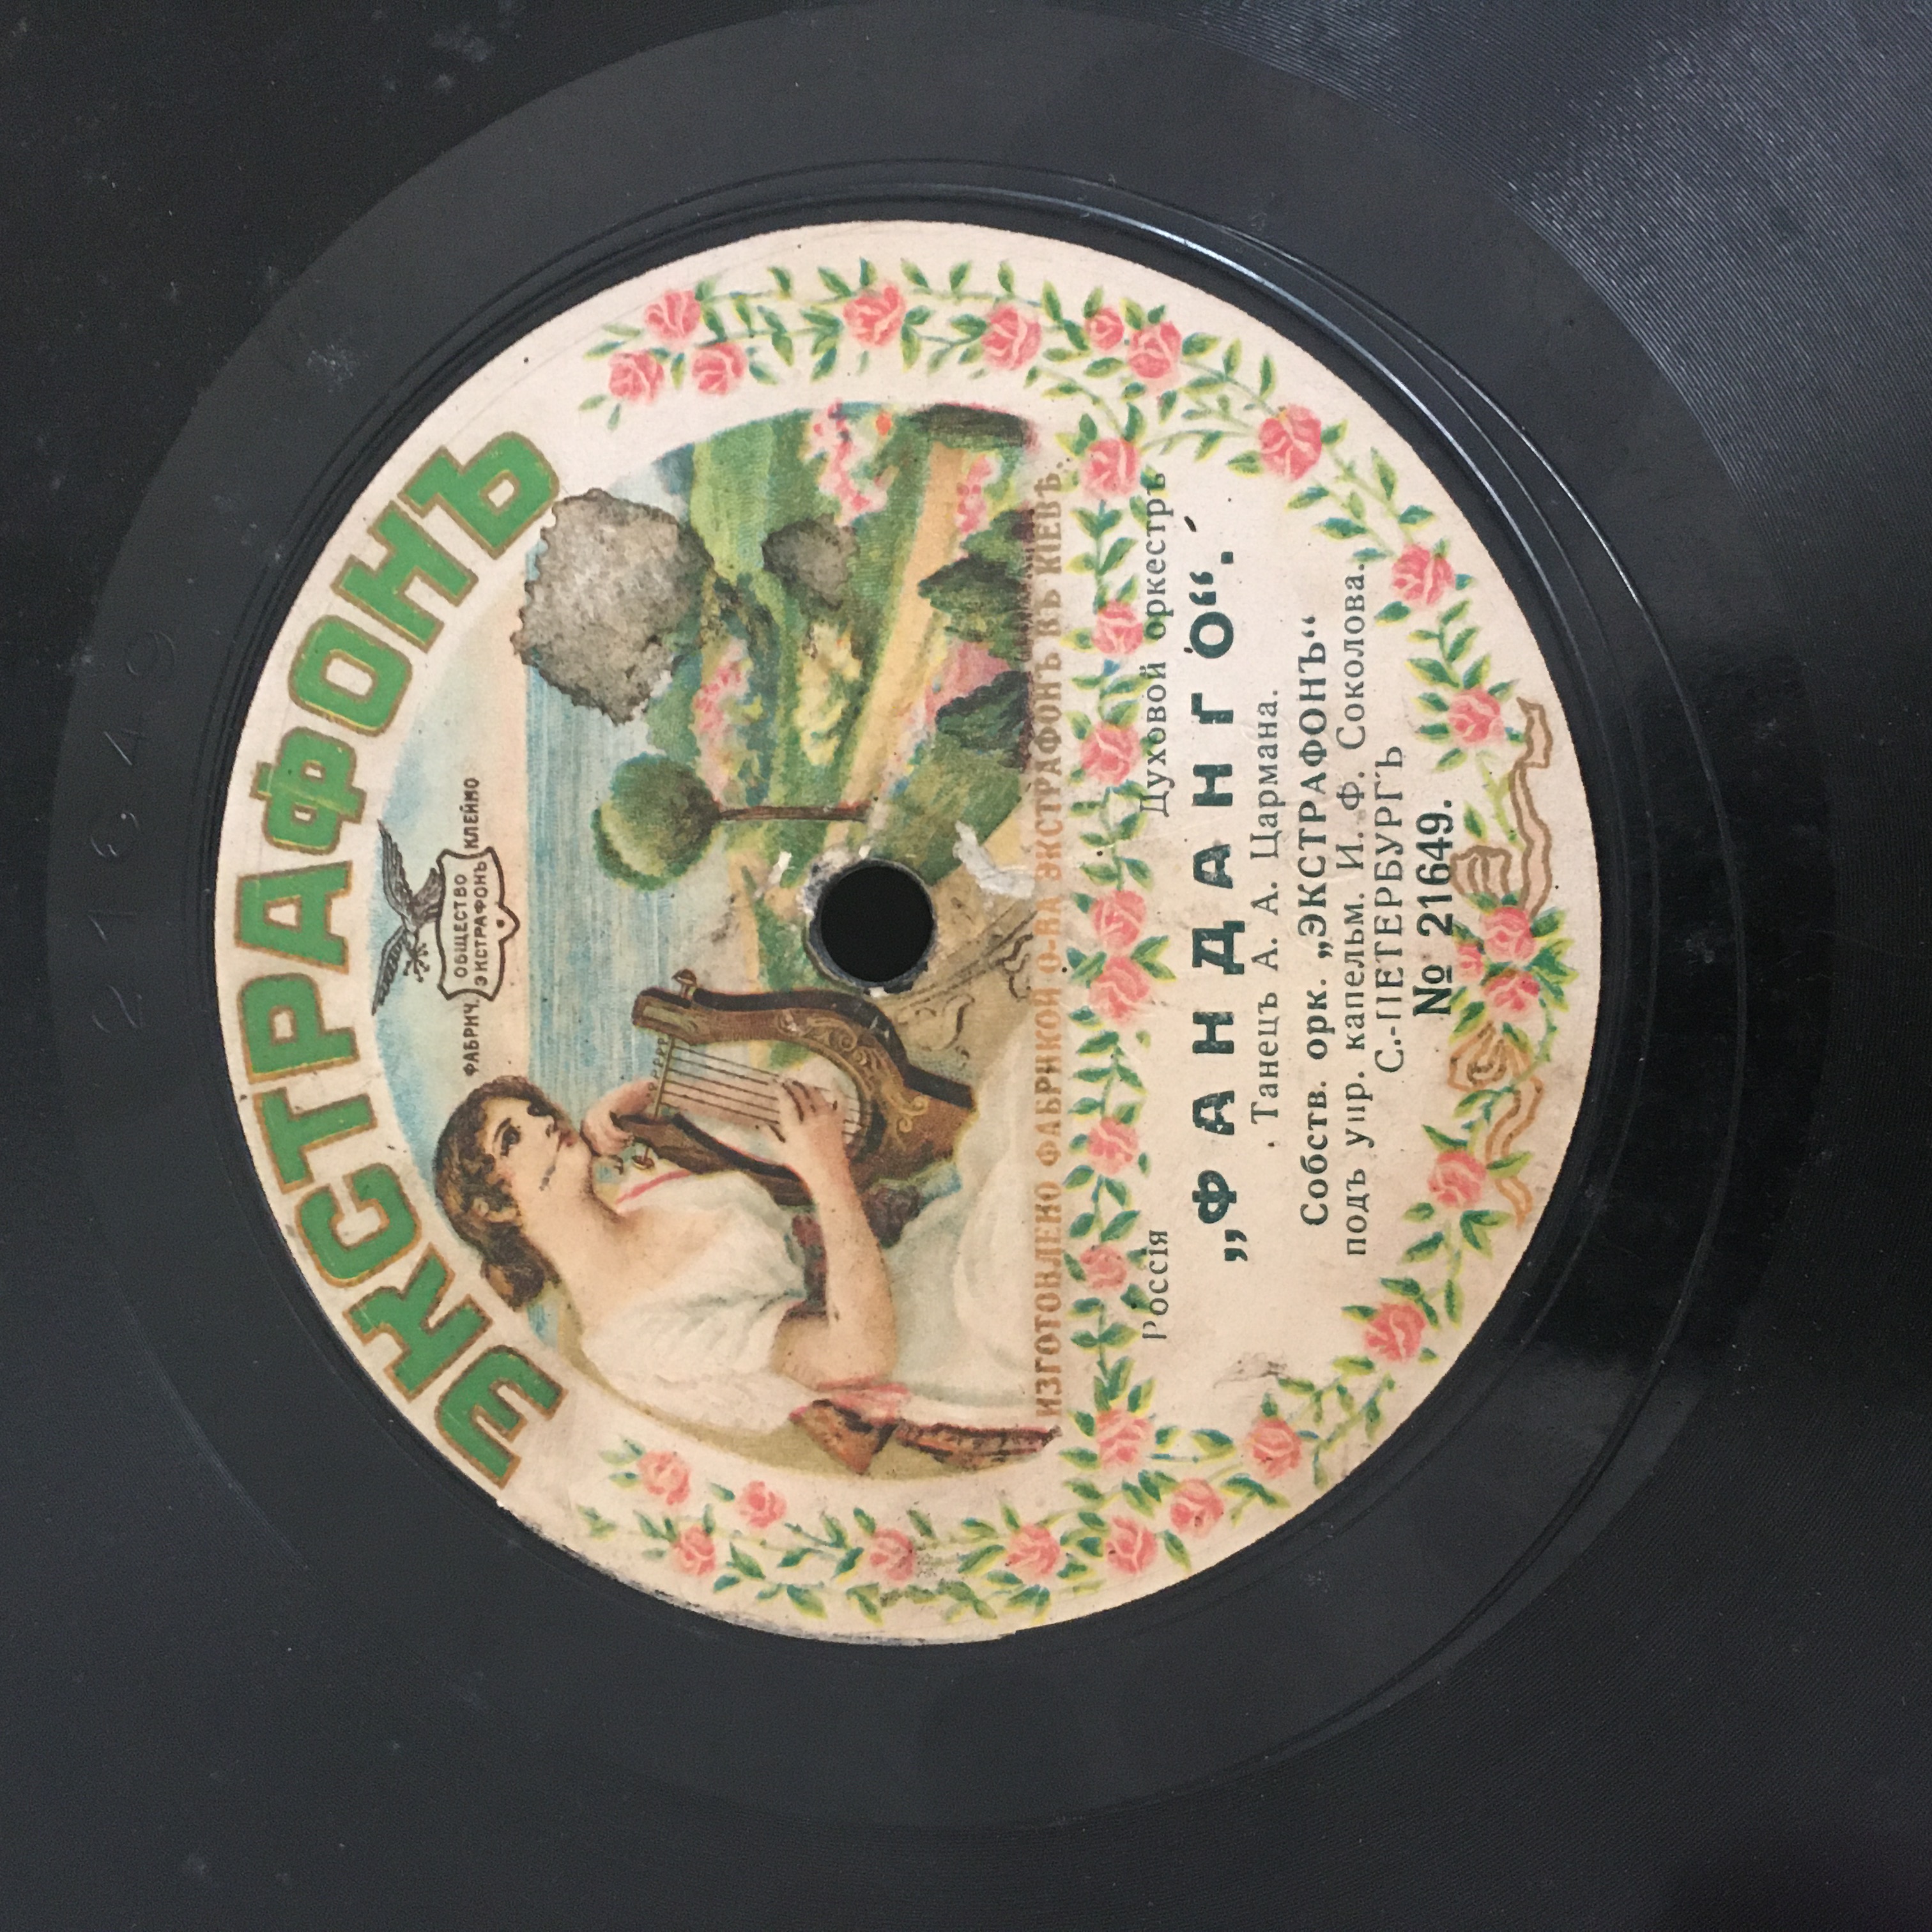 ЭКСТРАФОНЪ
ФАБРИЧ. КЛЕЙМО
ОБЩЕСТВО
ЭКСТРАФОНЪ
ИЗГОТОВЛЕНО ФАБРИКОЙ О-ВА ЭКСТРАФОНЪ ВЪ КІЕВѢ.
Россія Духовой оркестръ
„ФАНДАНГО“.
Танецъ А. А. Цармана.
Собств. орк. „ЭКСТРАФОНЪ“
подъ упр. капельм. И. Ф. Соколова.
С.-ПЕТЕРБУРГЪ
№ 21649.
21649